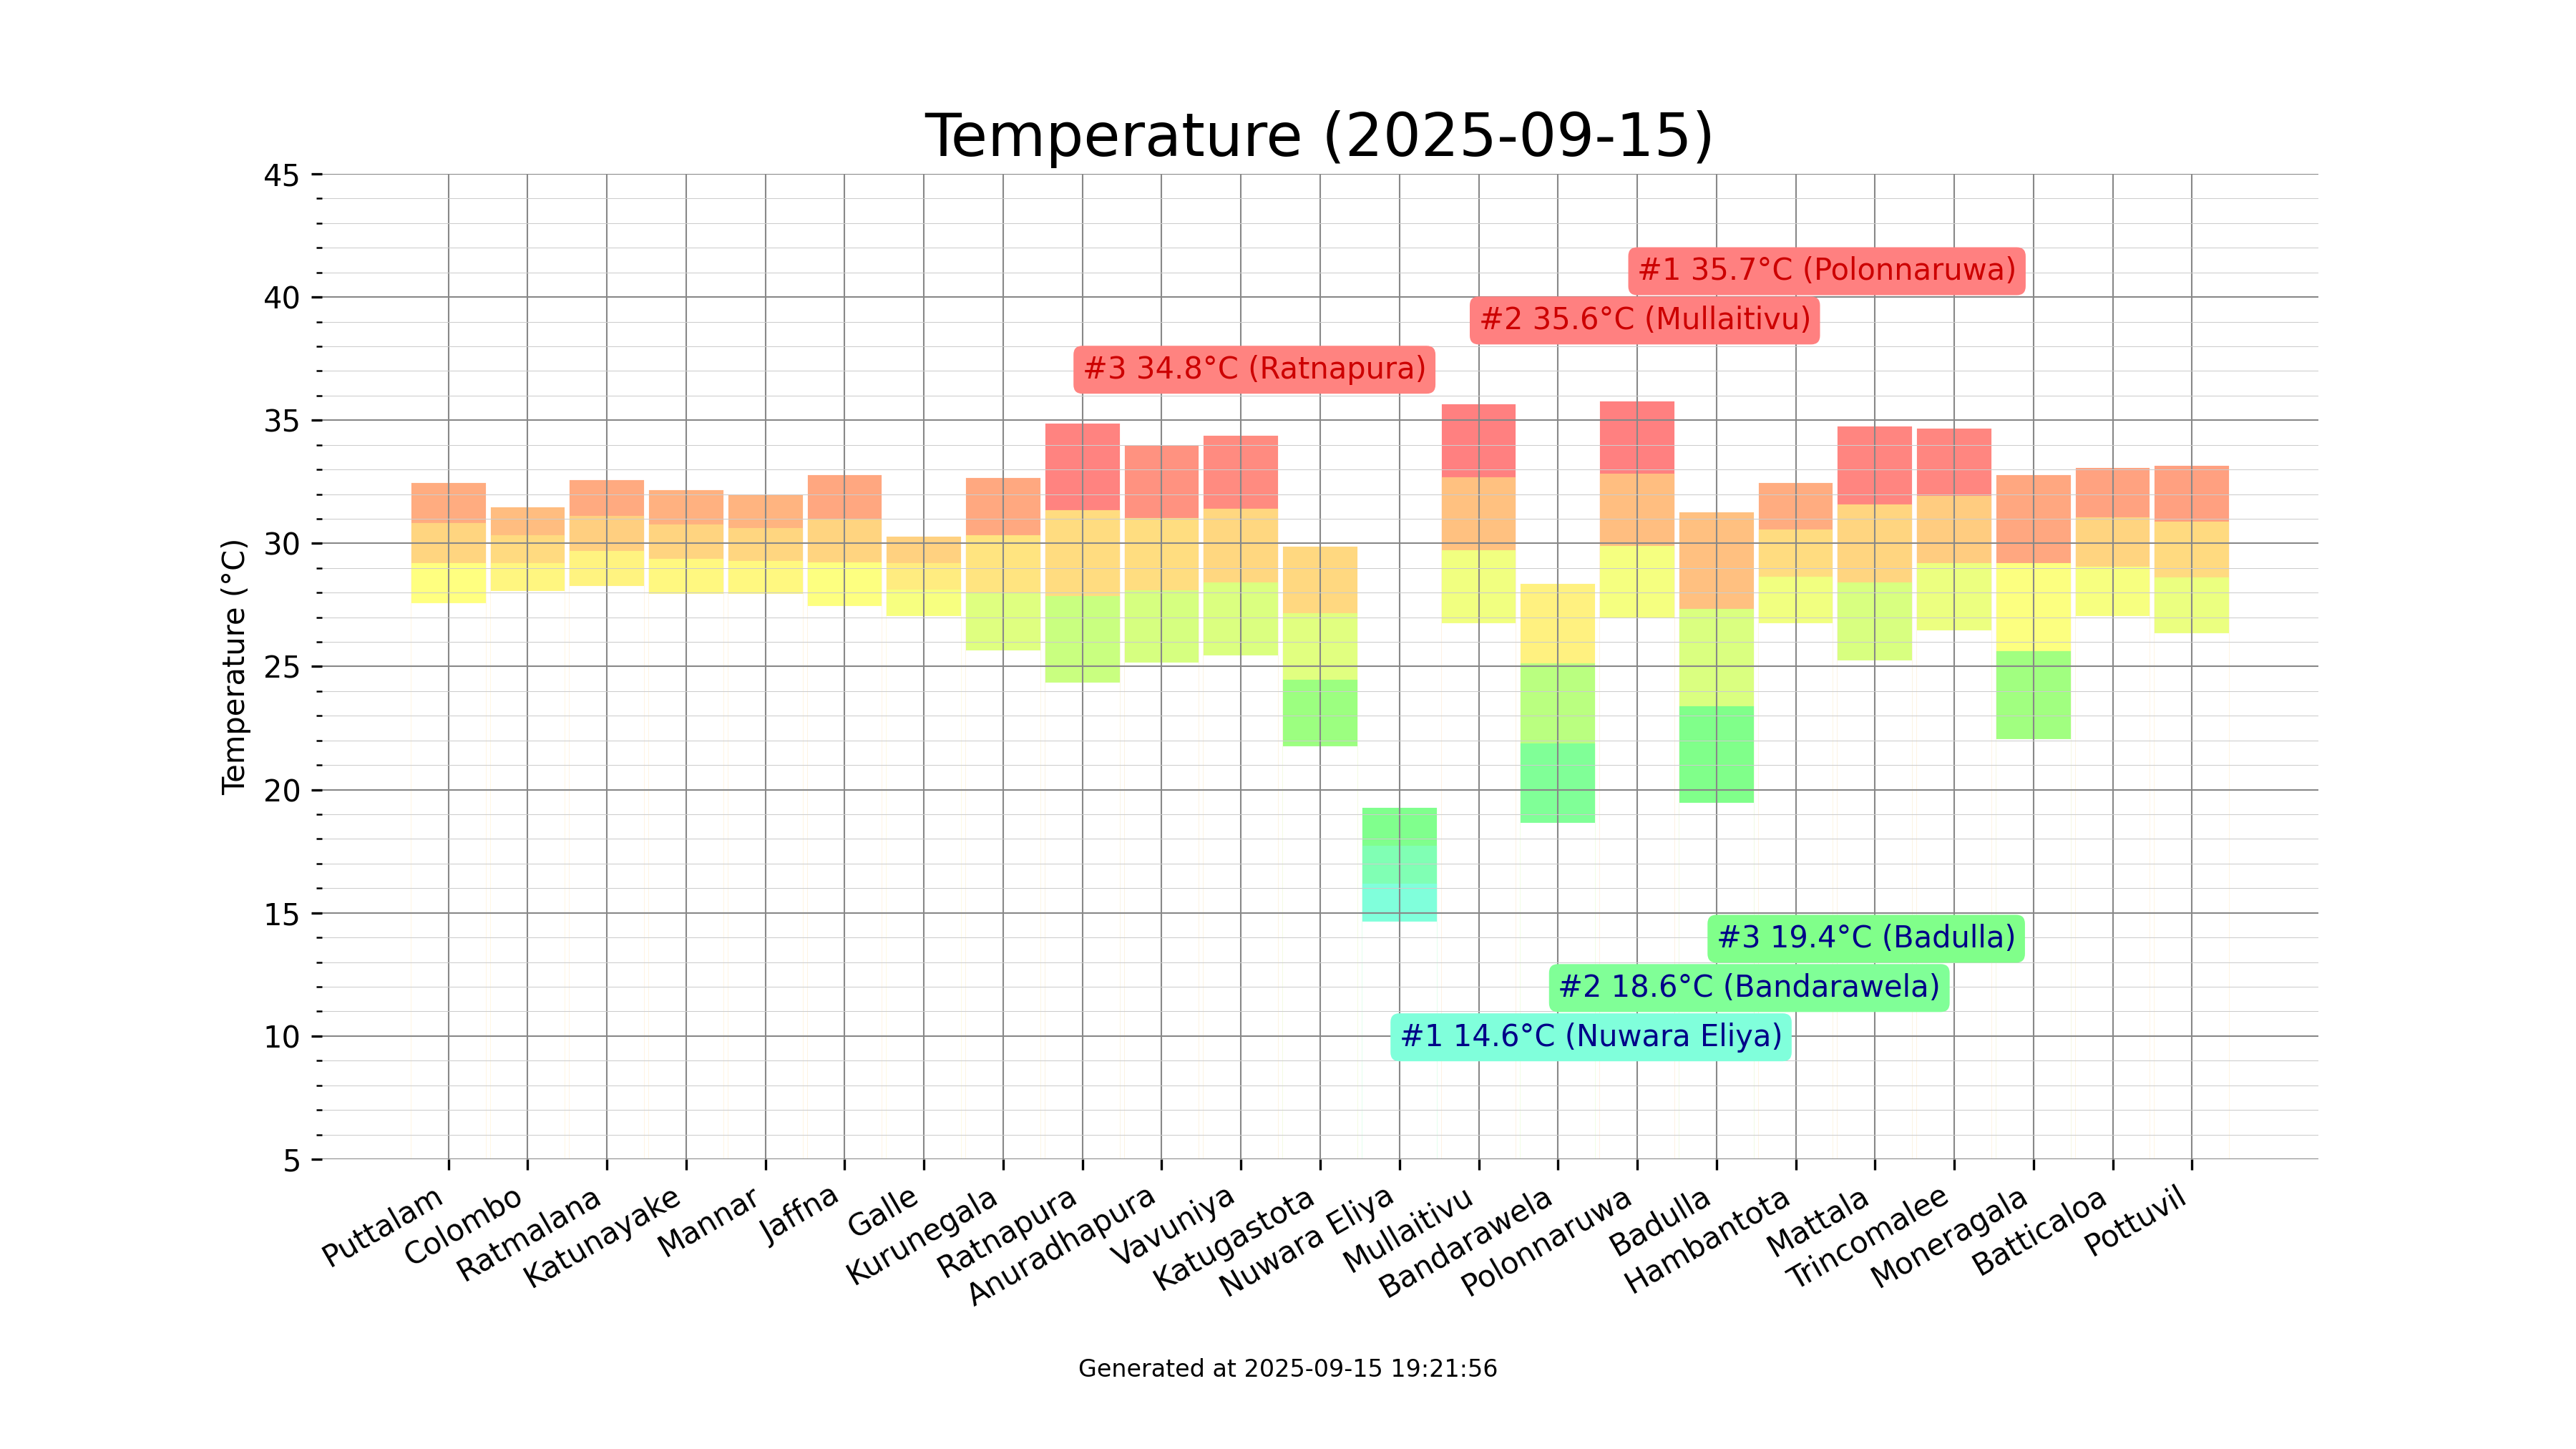 Temperature (2025-09-15)
Temperature (°C)
45
40
35
30
25
20
15
10
5
#1 35.7°C (Polonnaruwa)
#2 35.6°C (Mullaitivu)
#3 34.8°C (Ratnapura)
#3 19.4°C (Badulla)
#2 18.6°C (Bandarawela)
#1 14.6°C (Nuwara Eliya)
Puttalam
Colombo
Ratmalana
Katunayake
Mannar
Jaffna
Galle
Kurunegala
Ratnapura
Anuradhapura
Vavuniya
Katugastota
Nuwara Eliya
Mullaitivu
Bandarawela
Polonnaruwa
Badulla
Hambantota
Mattala
Trincomalee
Moneragala
Batticaloa
Pottuvil
Generated at 2025-09-15 19:21:56